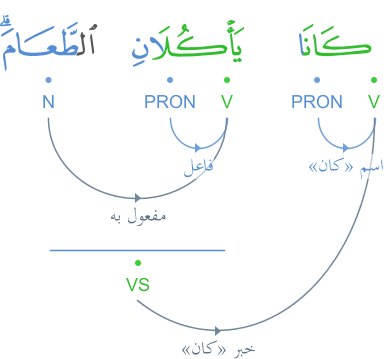 كَانَا يَأْكُلَانِ ٱلطَّعَامَ ۗ
V PRON V PRON N
فاعل اسم «كان»
مفعول به
VS
خبر «كان»